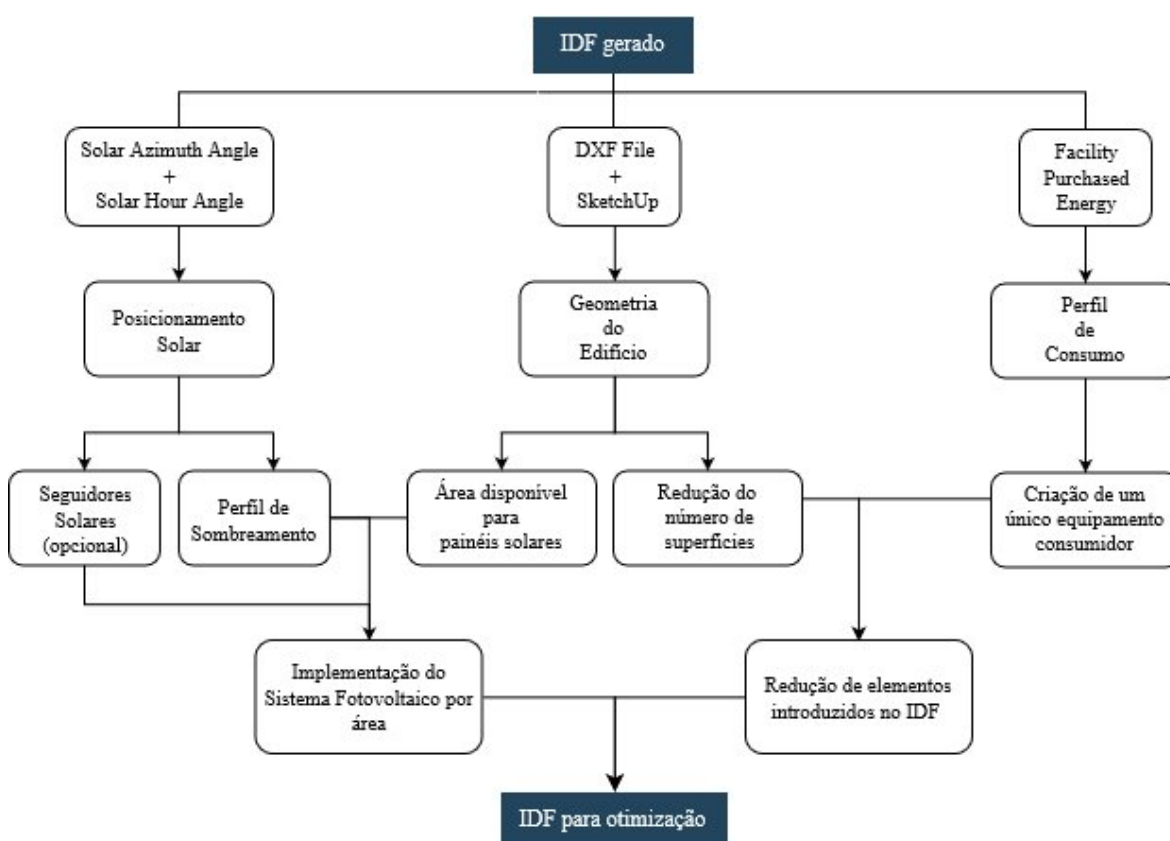 IDF gerado
Solar Azimuth Angle
+
Solar Hour Angle
DXF File
+
SketchUp
Facility
Purchased
Energy
Posicionamento
Solar
Geometria
do
Edifício
Perfil
de
Consumo
Seguidores
Solares
(opcional)
Perfil de
Sombreamento
Área disponível
para
painéis solares
Redução do
número de
superfícies
Criação de um
único equipamento
consumidor
Implementação do
Sistema Fotovoltaico por
área
Redução de elementos
introduzidos no IDF
IDF para otimização